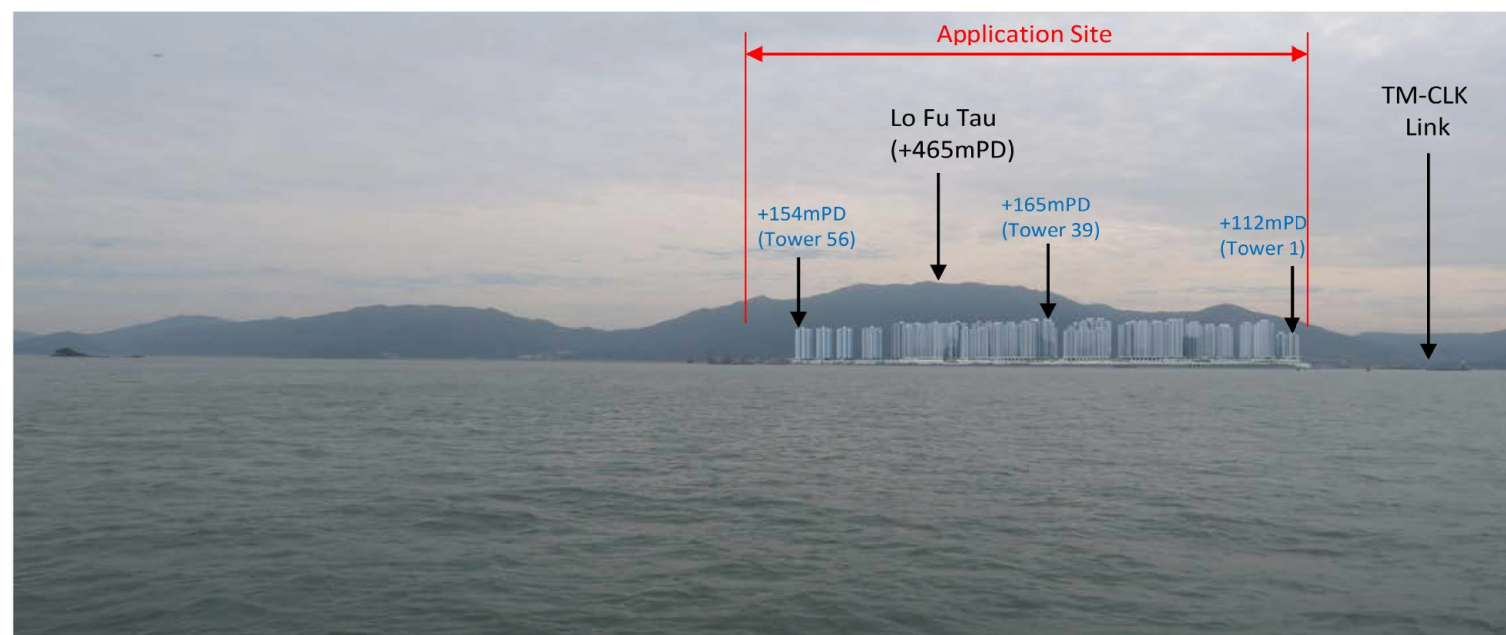 Application Site
TM-CLK
Link
Lo Fu Tau
(+465mPD)
+154mPD
(Tower 56)
+165mPD
(Tower 39)
+112mPD
(Tower 1)